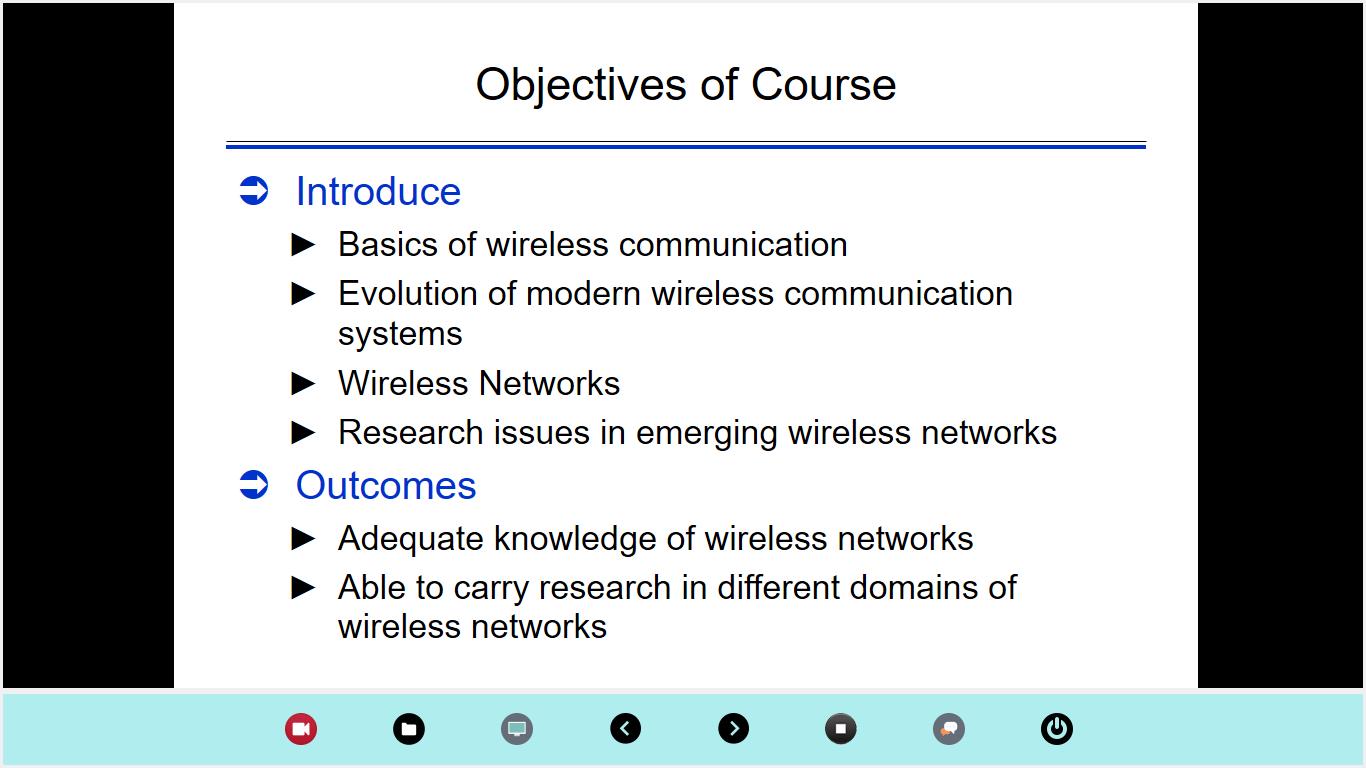 Objectives of Course
Introduce
Basics of wireless communication
Evolution of modern wireless communication
systems
Wireless Networks
Research issues in emerging wireless networks
Outcomes
Adequate knowledge of wireless networks
Able to carry research in different domains of
wireless networks